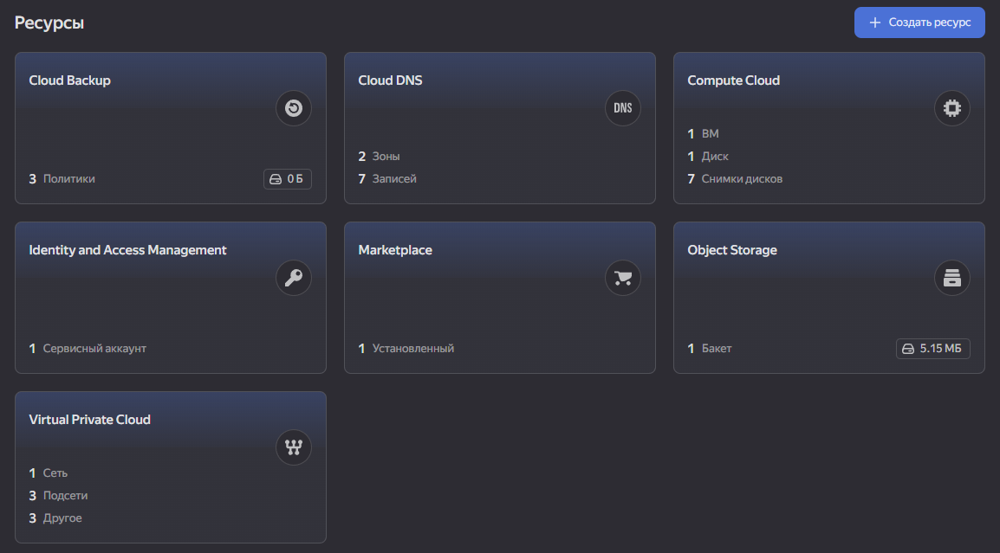 Ресурсы
Создать ресурс
Cloud Backup
3 Политики
0 Б
Cloud DNS
DNS
2 Зоны
7 Записей
Compute Cloud
1 ВМ
1 Диск
7 Снимки дисков
Identity and Access Management
1 Сервисный аккаунт
Marketplace
1 Установленный
Object Storage
1 Бакет
5.15 МБ
Virtual Private Cloud
1 Сеть
3 Подсети
3 Другое